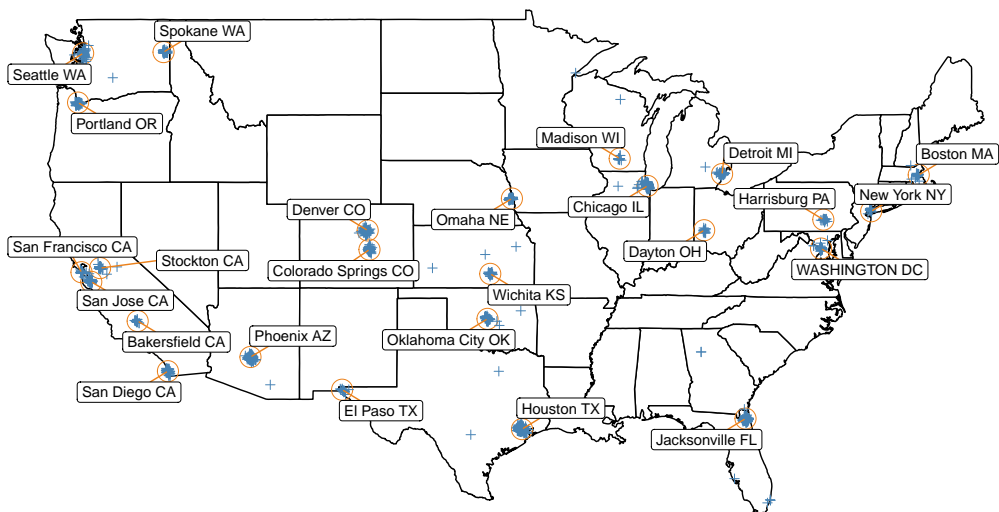 Spokane WA
Seattle WA
Portland OR
Madison WI
Detroit MI
Boston MA
Harrisburg PA
New York NY
Denver CO
Omaha NE
Chicago IL
San Francisco CA
Stockton CA
Colorado Springs CO
Dayton OH
WASHINGTON DC
San Jose CA
Wichita KS
Bakersfield CA
Phoenix AZ
Oklahoma City OK
San Diego CA
El Paso TX
Houston TX
Jacksonville FL